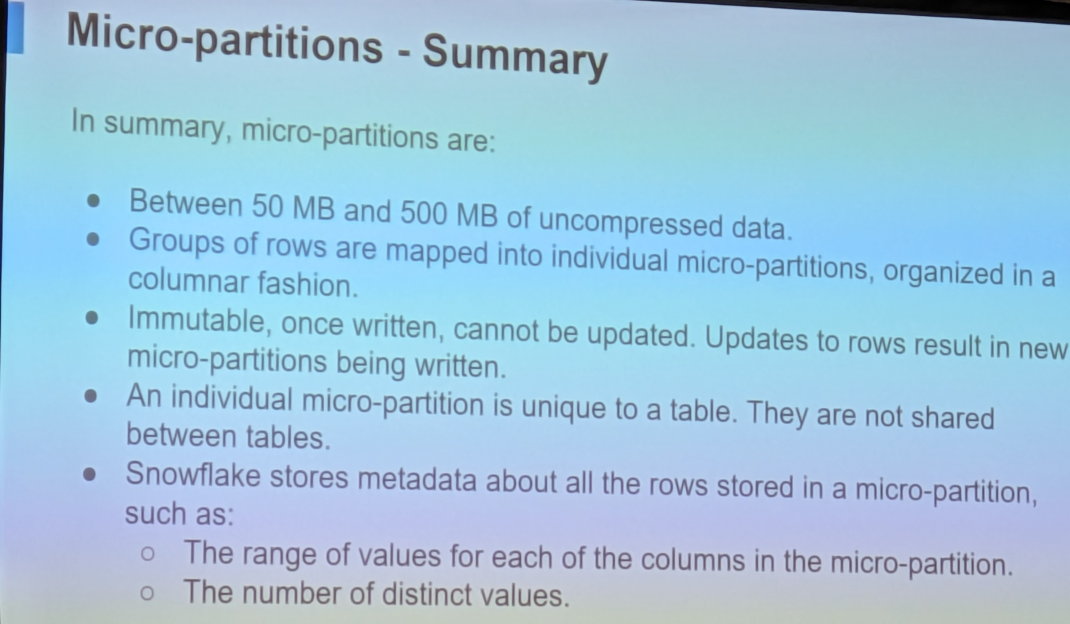 Micro-partitions - Summary
In summary, micro-partitions are:
● Between 50 MB and 500 MB of uncompressed data.
● Groups of rows are mapped into individual micro-partitions, organized in a
columnar fashion.
● Immutable, once written, cannot be updated. Updates to rows result in new
micro-partitions being written.
● An individual micro-partition is unique to a table. They are not shared
between tables.
● Snowflake stores metadata about all the rows stored in a micro-partition,
such as:
○ The range of values for each of the columns in the micro-partition.
○ The number of distinct values.